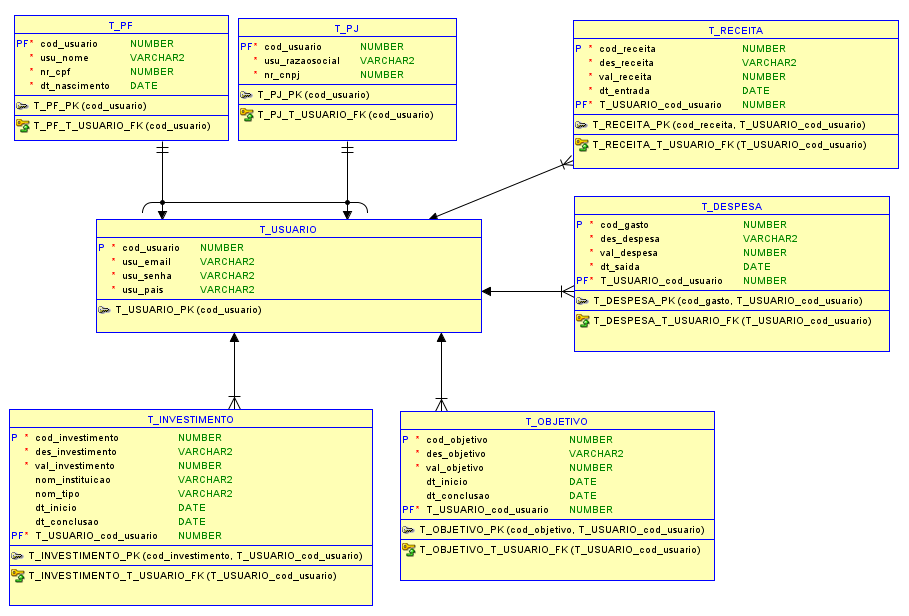 T_PF
PF* cod_usuario NUMBER
* usu_nome VARCHAR2
* nr_cpf NUMBER
* dt_nascimento DATE
T_PF_PK (cod_usuario)
T_PF_T_USUARIO_FK (cod_usuario)
T_PJ
PF* cod_usuario NUMBER
* usu_razaosocial VARCHAR2
* nr_cnpj NUMBER
T_PJ_PK (cod_usuario)
T_PJ_T_USUARIO_FK (cod_usuario)
T_RECEITA
P * cod_receita NUMBER
* des_receita VARCHAR2
* val_receita NUMBER
* dt_entrada DATE
PF* T_USUARIO_cod_usuario NUMBER
T_RECEITA_PK (cod_receita, T_USUARIO_cod_usuario)
T_RECEITA_T_USUARIO_FK (T_USUARIO_cod_usuario)
T_USUARIO
P * cod_usuario NUMBER
* usu_email VARCHAR2
* usu_senha VARCHAR2
* usu_pais VARCHAR2
T_USUARIO_PK (cod_usuario)
T_DESPESA
P * cod_gasto NUMBER
* des_despesa VARCHAR2
* val_despesa NUMBER
* dt_saida DATE
PF* T_USUARIO_cod_usuario NUMBER
T_DESPESA_PK (cod_gasto, T_USUARIO_cod_usuario)
T_DESPESA_T_USUARIO_FK (T_USUARIO_cod_usuario)
T_INVESTIMENTO
P * cod_investimento NUMBER
* des_investimento VARCHAR2
* val_investimento NUMBER
nom_instituicao VARCHAR2
nom_tipo VARCHAR2
dt_inicio DATE
dt_conclusao DATE
PF* T_USUARIO_cod_usuario NUMBER
T_INVESTIMENTO_PK (cod_investimento, T_USUARIO_cod_usuario)
T_INVESTIMENTO_T_USUARIO_FK (T_USUARIO_cod_usuario)
T_OBJETIVO
P * cod_objetivo NUMBER
* des_objetivo VARCHAR2
* val_objetivo NUMBER
dt_inicio DATE
dt_conclusao DATE
PF* T_USUARIO_cod_usuario NUMBER
T_OBJETIVO_PK (cod_objetivo, T_USUARIO_cod_usuario)
T_OBJETIVO_T_USUARIO_FK (T_USUARIO_cod_usuario)